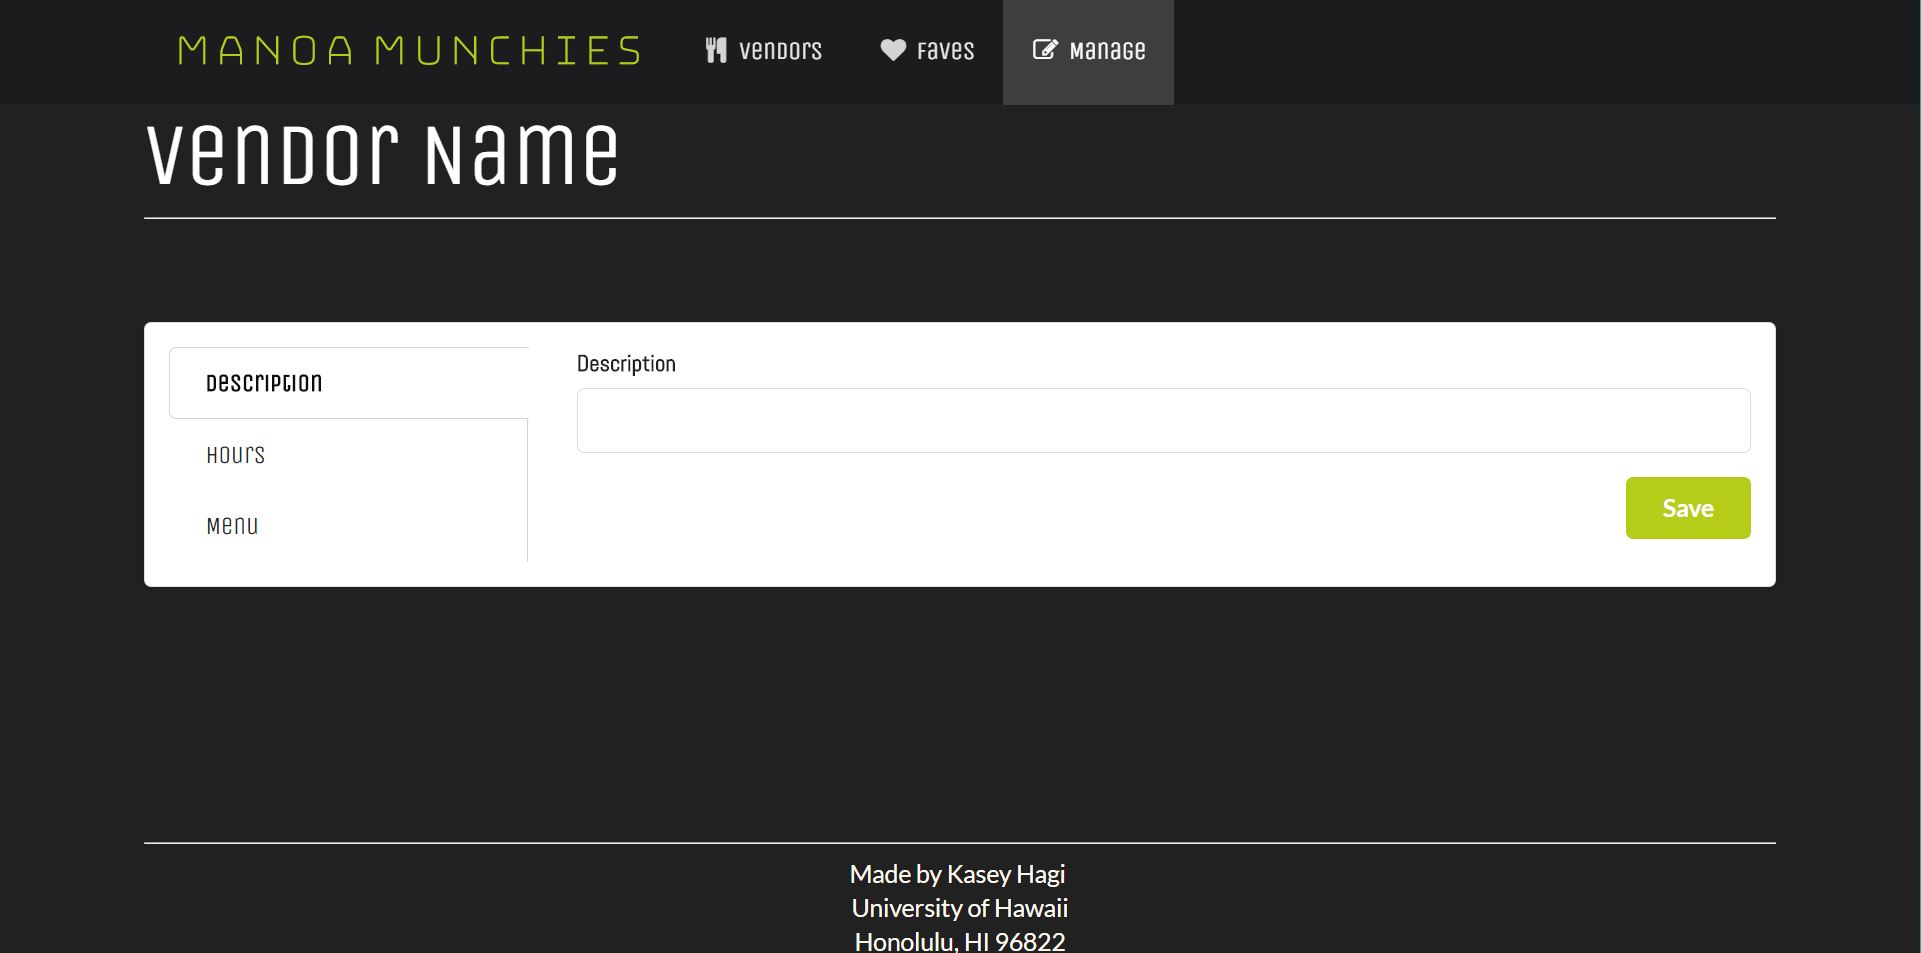 MANOA MUNCHIES Vendors Faves Manage
Vendor Name
Description
Hours
Menu
Description
Save
Made by Kasey Hagi
University of Hawaii
Honolulu, HI 96822